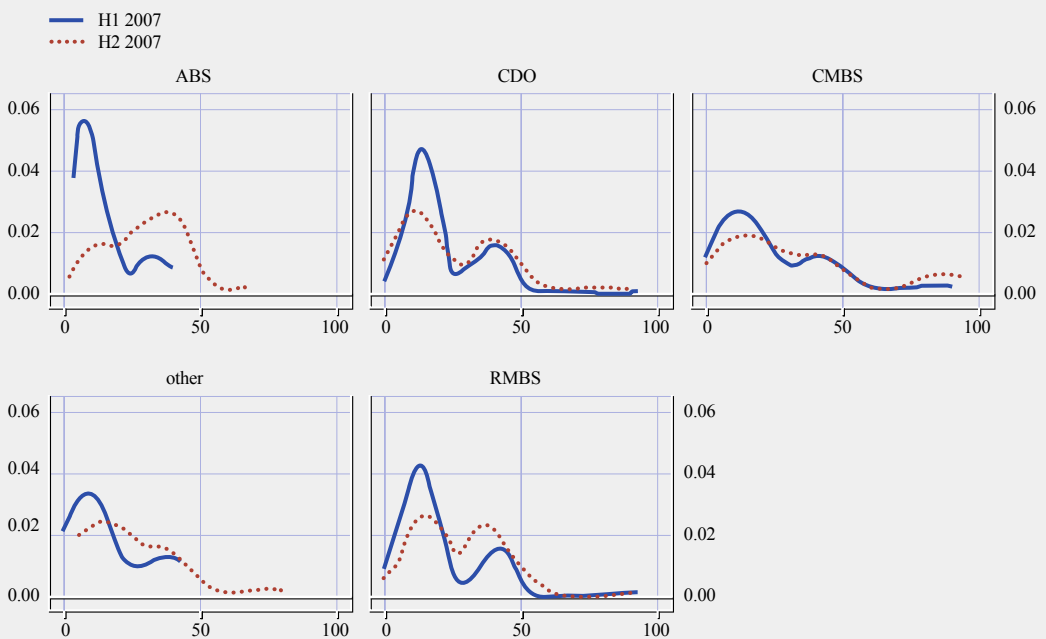 H1 2007
H2 2007
ABS CDO CMBS
0.06 0.06
0.04 0.04
0.02 0.02
0.00 0.00
0 50 100 0 50 100 0 50 100
other RMBS
0.06 0.06
0.04 0.04
0.02 0.02
0.00 0.00
0 50 100 0 50 100